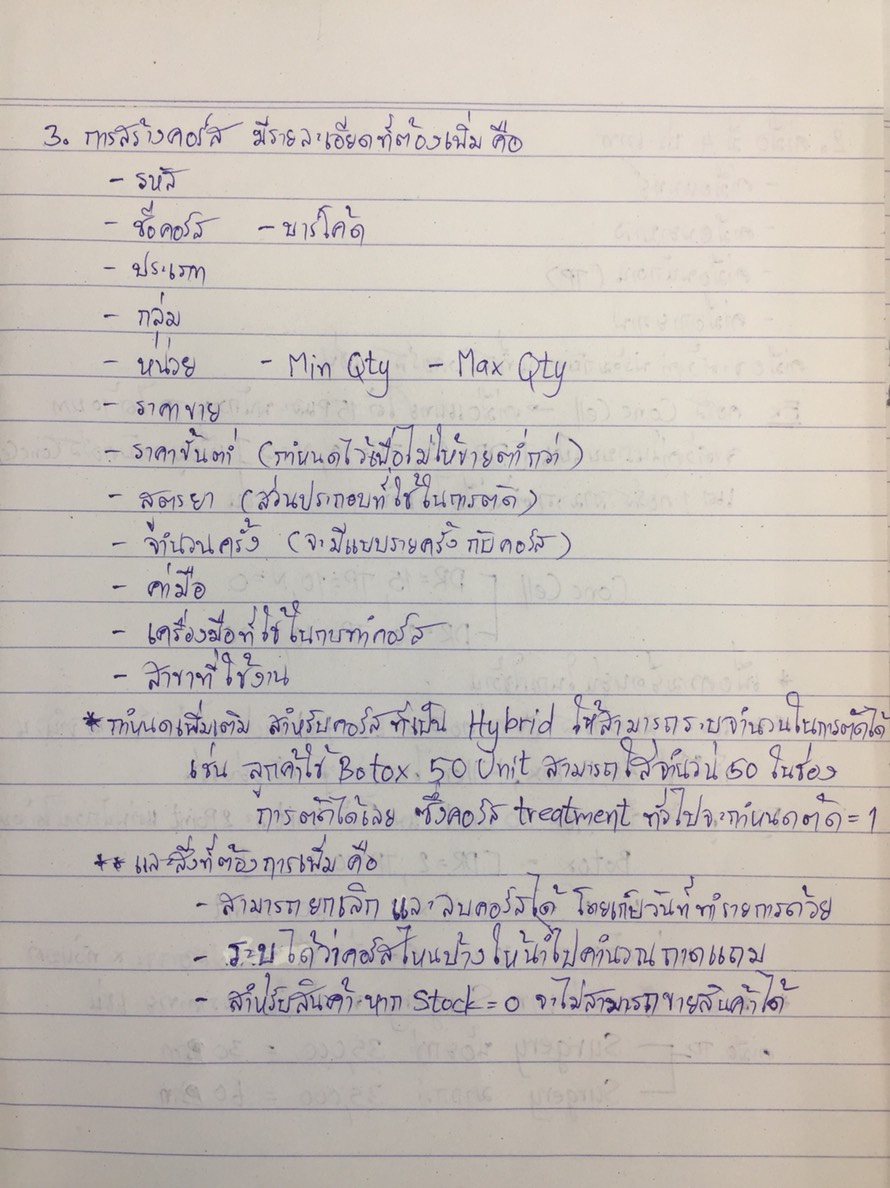 3. การสร้างคอร์ส มีรายละเอียดที่ต้องเพิ่ม คือ
- รหัส
- ชื่อคอร์ส - บาร์โค้ด
- ประเภท
- กลุ่ม
- หน่วย - Min Qty - Max Qty
- ราคาขาย
- ราคาขั้นต่ำ (กำหนดไว้เพื่อไม่ให้ขายต่ำกว่า)
- สูตรยา (ส่วนประกอบที่ใช้ในการตัด)
- จำนวนครั้ง (จะมีแบบรายครั้ง กับ คอร์ส)
- ค่ามือ
- เครื่องมือที่ใช้ในการทำคอร์ส
- สาขาที่ใช้งาน
* กำหนดเพิ่มเติม สำหรับคอร์ส ที่เป็น Hybrid ให้สามารถระบุจำนวนในการตัดได้
เช่น ลูกค้าใช้ Botox 50 Unit สามารถใส่จำนวน 50 ในช่อง
การตัดได้เลย ซึ่งคอร์ส treatment ทั่วไปจะกำหนดตัด = 1
** และสิ่งที่ต้องการเพิ่ม คือ
- สามารถยกเลิก และลบคอร์สได้ โดยเก็บวันที่ทำรายการด้วย
- ระบุได้ว่าคอร์สไหนบ้าง ให้นำไปคำนวณการแถม
- สำหรับสินค้า หาก Stock = 0 จะไม่สามารถขายสินค้าได้